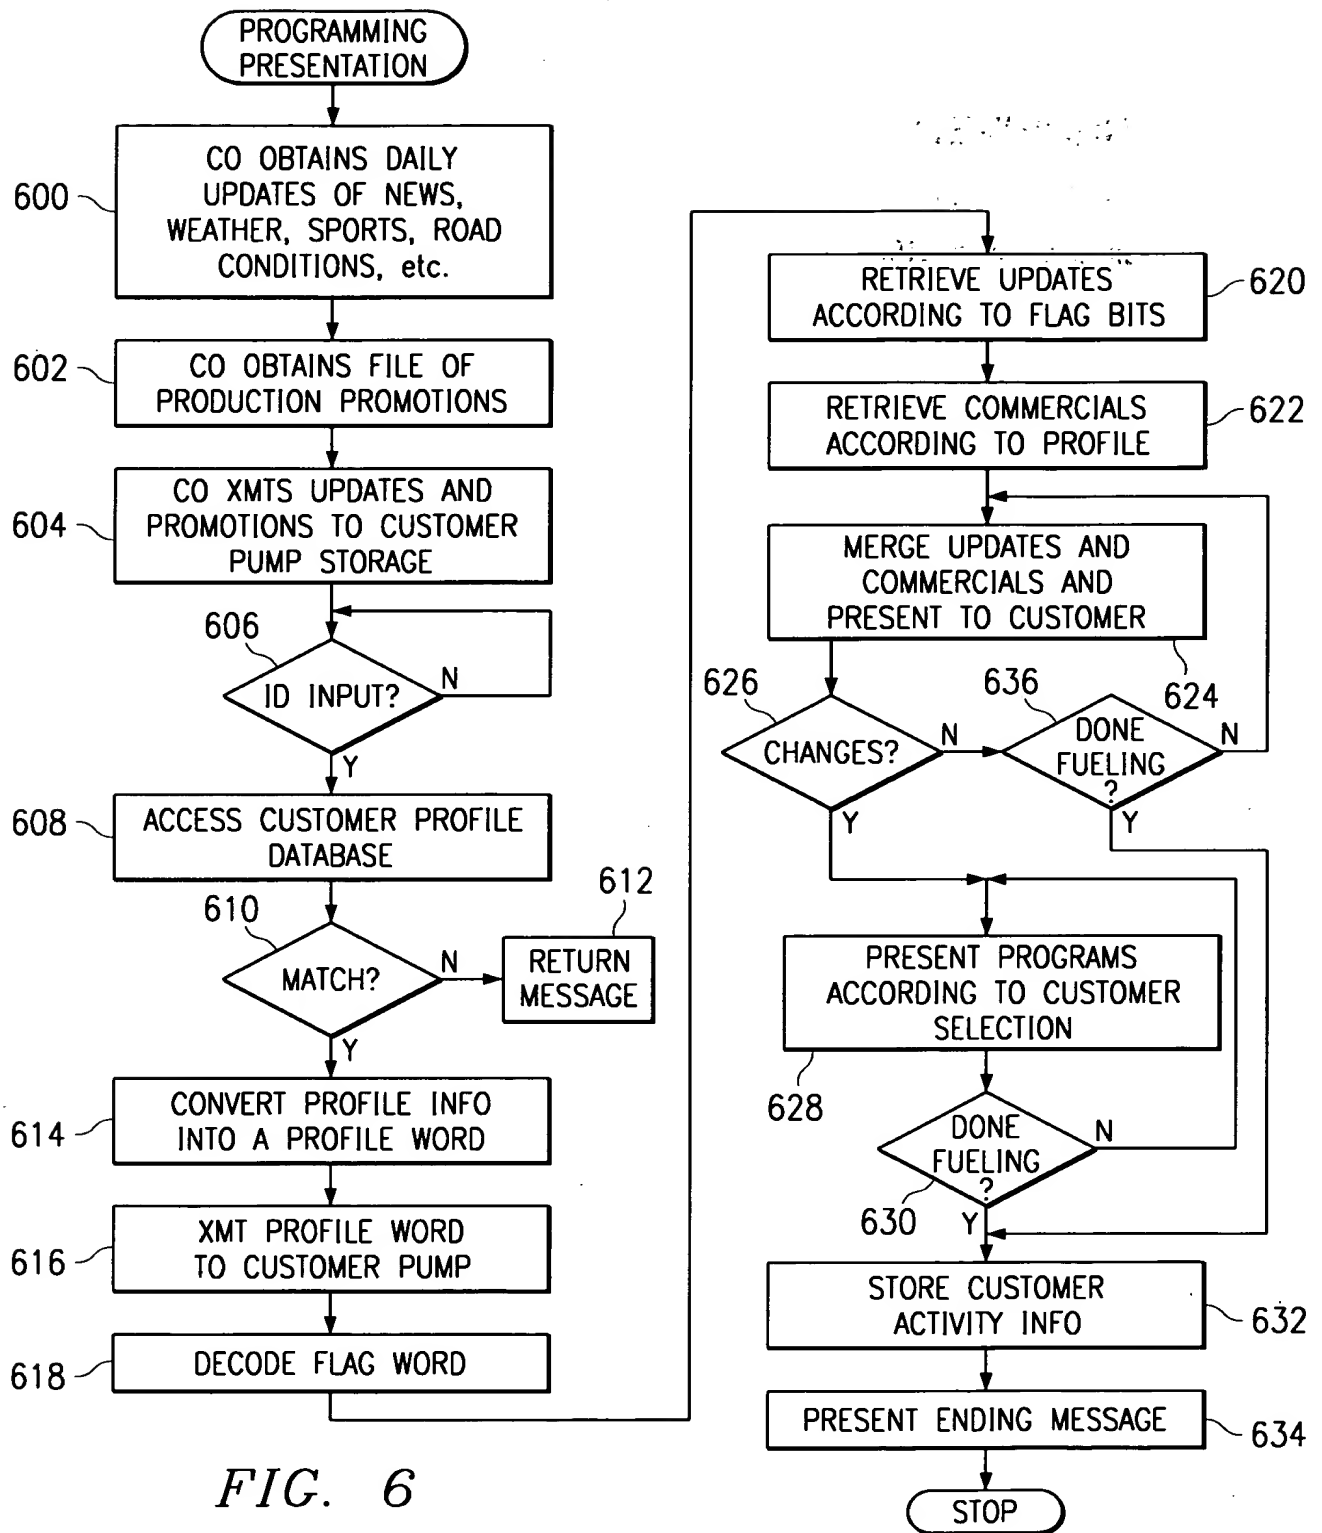 PROGRAMMING
PRESENTATION
600
CO OBTAINS DAILY
UPDATES OF NEWS,
WEATHER, SPORTS, ROAD
CONDITIONS, etc.
602
CO OBTAINS FILE OF
PRODUCTION PROMOTIONS
604
CO XMTS UPDATES AND
PROMOTIONS TO CUSTOMER
PUMP STORAGE
606
ID INPUT?
N
Y
608
ACCESS CUSTOMER PROFILE
DATABASE
610
MATCH?
N
Y
612
RETURN
MESSAGE
614
CONVERT PROFILE INFO
INTO A PROFILE WORD
616
XMT PROFILE WORD
TO CUSTOMER PUMP
618
DECODE FLAG WORD
RETRIEVE UPDATES
ACCORDING TO FLAG BITS
620
RETRIEVE COMMERCIALS
ACCORDING TO PROFILE
622
MERGE UPDATES AND
COMMERCIALS AND
PRESENT TO CUSTOMER
624
626
CHANGES?
N
Y
636
DONE
FUELING
?
N
Y
PRESENT PROGRAMS
ACCORDING TO CUSTOMER
SELECTION
628
DONE
FUELING
?
N
630
Y
STORE CUSTOMER
ACTIVITY INFO
632
PRESENT ENDING MESSAGE
634
STOP
FIG. 6